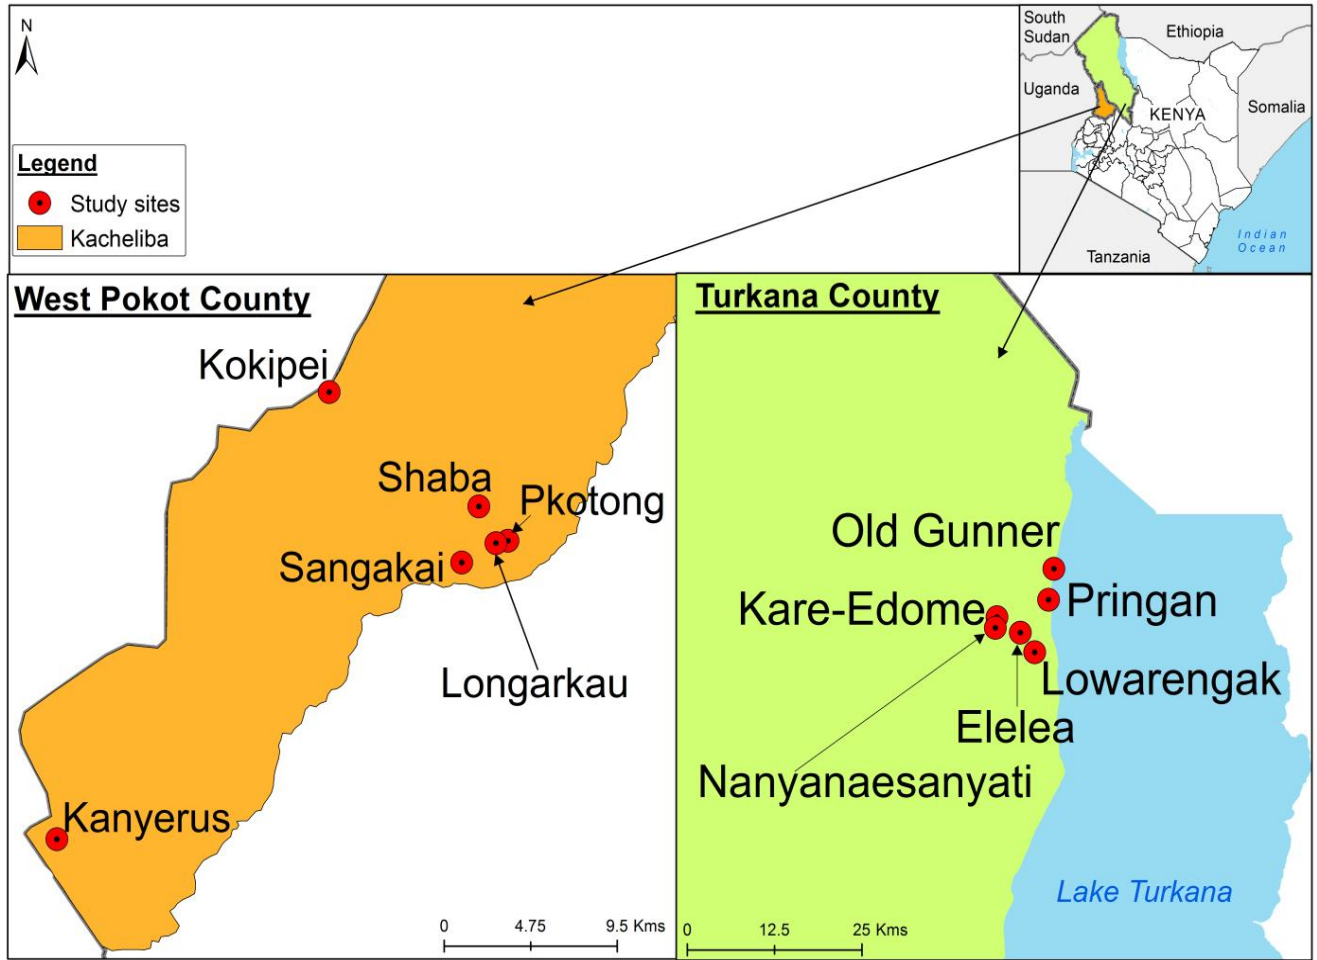 N
Legend
Study sites
Kacheliba
South
Sudan
Ethiopia
Uganda
KENYA
Somalia
Indian
Ocean
Tanzania
West Pokot County
Kokipei
Shaba
Pkotong
Sangakai
Longarkau
Kanyerus
0 4.75 9.5 Kms
Turkana County
Old Gunner
Pringan
Kare-Edome
Lowarengak
Elelea
Nanyanaesanyati
Lake Turkana
0 12.5 25 Kms